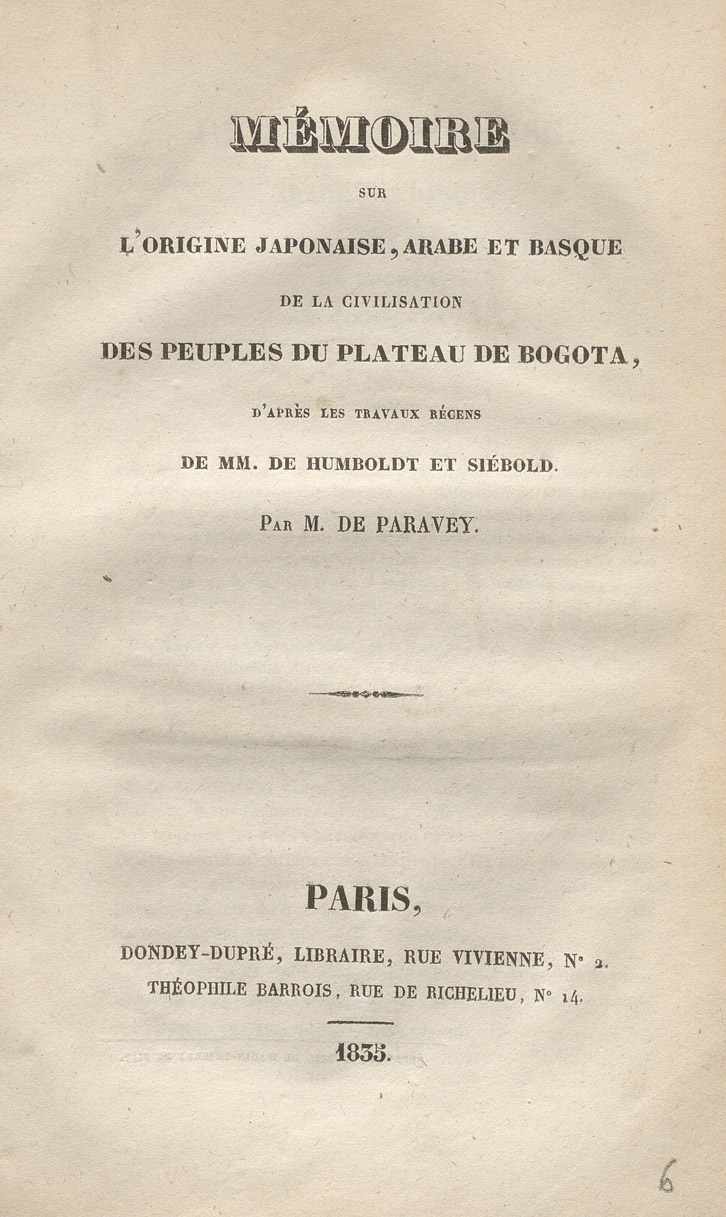 MÉMOIRE
SUR
L'ORIGINE JAPONAISE, ARABE ET BASQUE
DE LA CIVILISATION
DES PEUPLES DU PLATEAU DE BOGOTA,
D'APRÈS LES TRAVAUX RÉCENS
DE MM. DE HUMBOLDT ET SIÉBOLD.
PAR M. DE PARAVEY.
PARIS,
DONDEY-DUPRÉ, LIBRAIRE, RUE VIVIENNE, N° 2.
THÉOPHILE BARROIS, RUE DE RICHELIEU, N° 14.
1835.
6